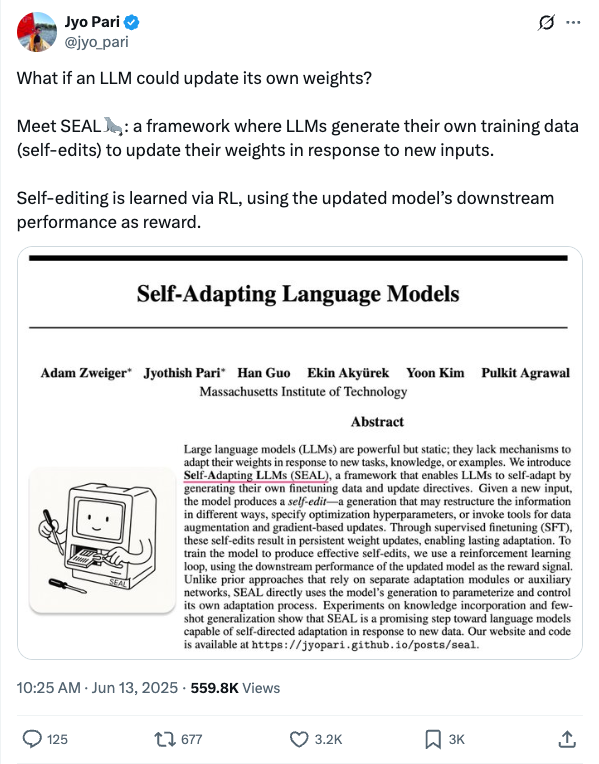 Jyo Pari
@jyo_pari
What if an LLM could update its own weights?
Meet SEAL🦭: a framework where LLMs generate their own training data
(self-edits) to update their weights in response to new inputs.
Self-editing is learned via RL, using the updated model’s downstream
performance as reward.
Self-Adapting Language Models
Adam Zweiger* Jyothish Pari* Han Guo Ekin Akyürek Yoon Kim Pulkit Agrawal
Massachusetts Institute of Technology
Abstract
Large language models (LLMs) are powerful but static; they lack mechanisms to
adapt their weights in response to new tasks, knowledge, or examples. We introduce
Self-Adapting LLMs (SEAL), a framework that enables LLMs to self-adapt by
generating their own finetuning data and update directives. Given a new input,
the model produces a self-edit—a generation that may restructure the information
in different ways, specify optimization hyperparameters, or invoke tools for data
augmentation and gradient-based updates. Through supervised finetuning (SFT),
these self-edits result in persistent weight updates, enabling lasting adaptation. To
train the model to produce effective self-edits, we use a reinforcement learning
loop, using the downstream performance of the updated model as the reward signal.
Unlike prior approaches that rely on separate adaptation modules or auxiliary
networks, SEAL directly uses the model's generation to parameterize and control
its own adaptation process. Experiments on knowledge incorporation and few-
shot generalization show that SEAL is a promising step toward language models
capable of self-directed adaptation in response to new data. Our website and code
is available at https://jyopari.github.io/posts/seal.
SEAL
10:25 AM · Jun 13, 2025 · 559.8K Views
125 677 3.2K 3K